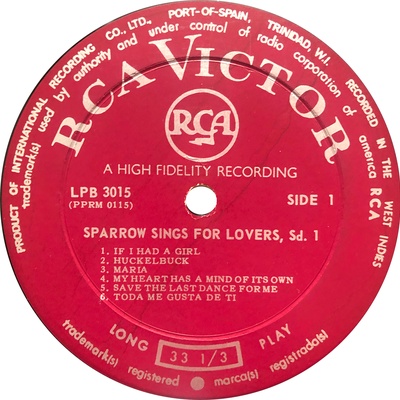 PRODUCT OF INTERNATIONAL RECORDING CO., LTD., PORT-OF-SPAIN, TRINIDAD, W.I. RECORDED IN THE WEST INDIES
trademark(s) used by authority and under control of radio corporation of america RCA
RCA VICTOR
RCA
A HIGH FIDELITY RECORDING
LPB 3015
(PPRM 0115)
SIDE 1
SPARROW SINGS FOR LOVERS, Sd. 1
1. IF I HAD A GIRL
2. HUCKELBUCK
3. MARIA
4. MY HEART HAS A MIND OF ITS OWN
5. SAVE THE LAST DANCE FOR ME
6. TODA ME GUSTA DE TI
LONG 33 1/3 PLAY
trademark(s) registered • marca(s) registrada(s)